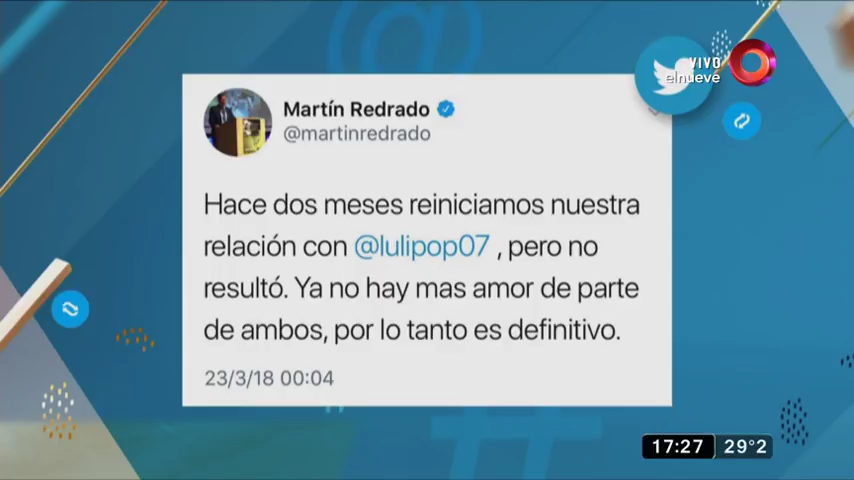 VIVO
elnueve
Martín Redrado
@martinredrado
Hace dos meses reiniciamos nuestra
relación con @lulipop07 , pero no
resultó. Ya no hay mas amor de parte
de ambos, por lo tanto es definitivo.
23/3/18 00:04
17:27 29°2